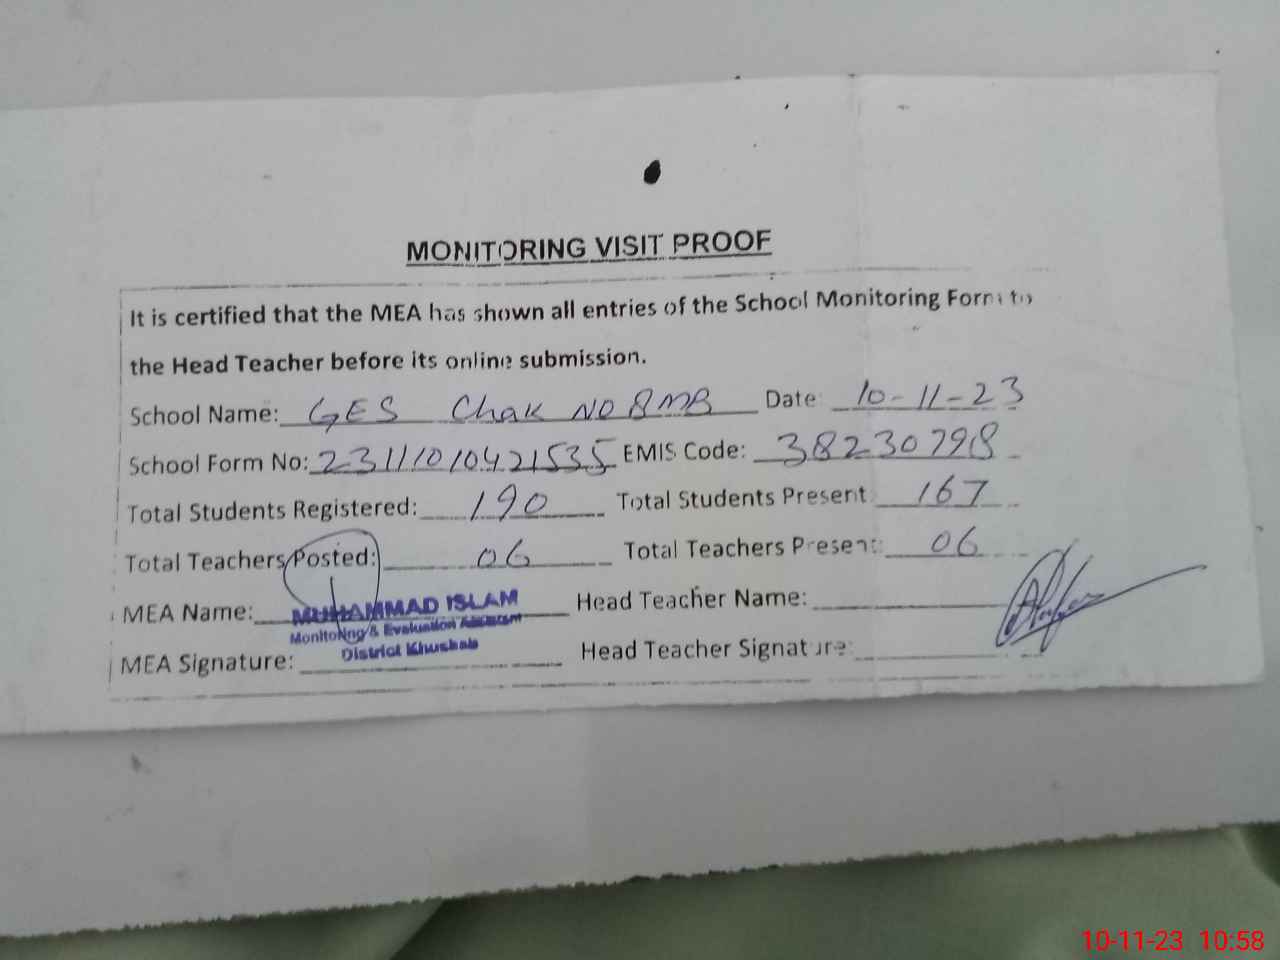 MONITORING VISIT PROOF
It is certified that the MEA has shown all entries of the School Monitoring Form to
the Head Teacher before its online submission.
School Name: GES Chak NO 8 MB Date: 10-11-23
School Form No: 23111010421535 EMIS Code: 38230798
Total Students Registered: 190 Total Students Present: 167
Total Teachers Posted: 06 Total Teachers Present: 06
MEA Name: MUHAMMAD ISLAM Head Teacher Name:
Monitoring & Evaluation Assistant
District Khushab
MEA Signature: Head Teacher Signature:
10-11-23 10:58